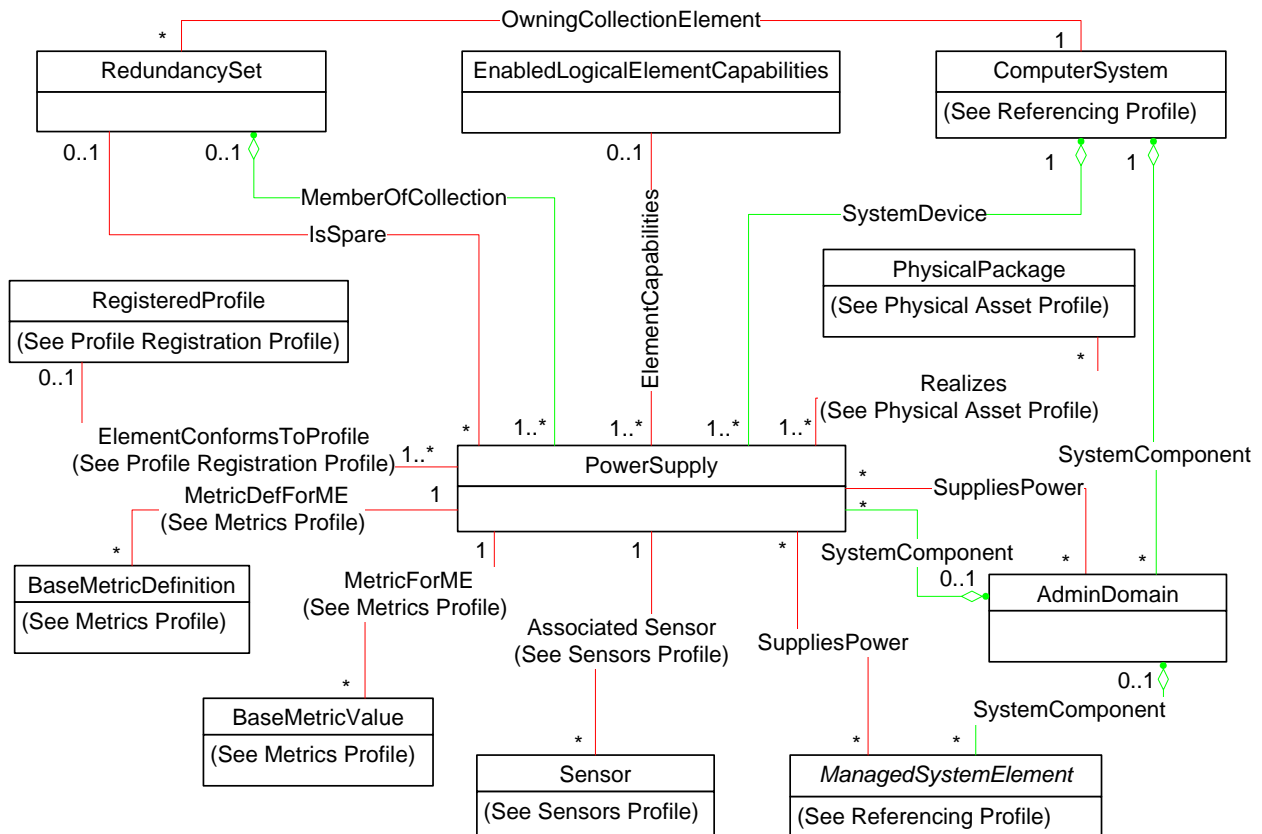 OwningCollectionElement
*
1
RedundancySet
EnabledLogicalElementCapabilities
ComputerSystem
(See Referencing Profile)
0..1
0..1
0..1
1
1
MemberOfCollection
SystemDevice
IsSpare
ElementCapabilities
PhysicalPackage
(See Physical Asset Profile)
RegisteredProfile
(See Profile Registration Profile)
*
0..1
Realizes
(See Physical Asset Profile)
*
1..*
1..*
1..*
1..*
ElementConformsToProfile
(See Profile Registration Profile)
1..*
SystemComponent
PowerSupply
*
SuppliesPower
MetricDefForME
(See Metrics Profile)
1
*
1
1
*
SystemComponent
*
*
*
0..1
BaseMetricDefinition
(See Metrics Profile)
MetricForME
(See Metrics Profile)
AdminDomain
Associated Sensor
(See Sensors Profile)
SuppliesPower
0..1
*
SystemComponent
BaseMetricValue
(See Metrics Profile)
*
*
*
Sensor
(See Sensors Profile)
ManagedSystemElement
(See Referencing Profile)